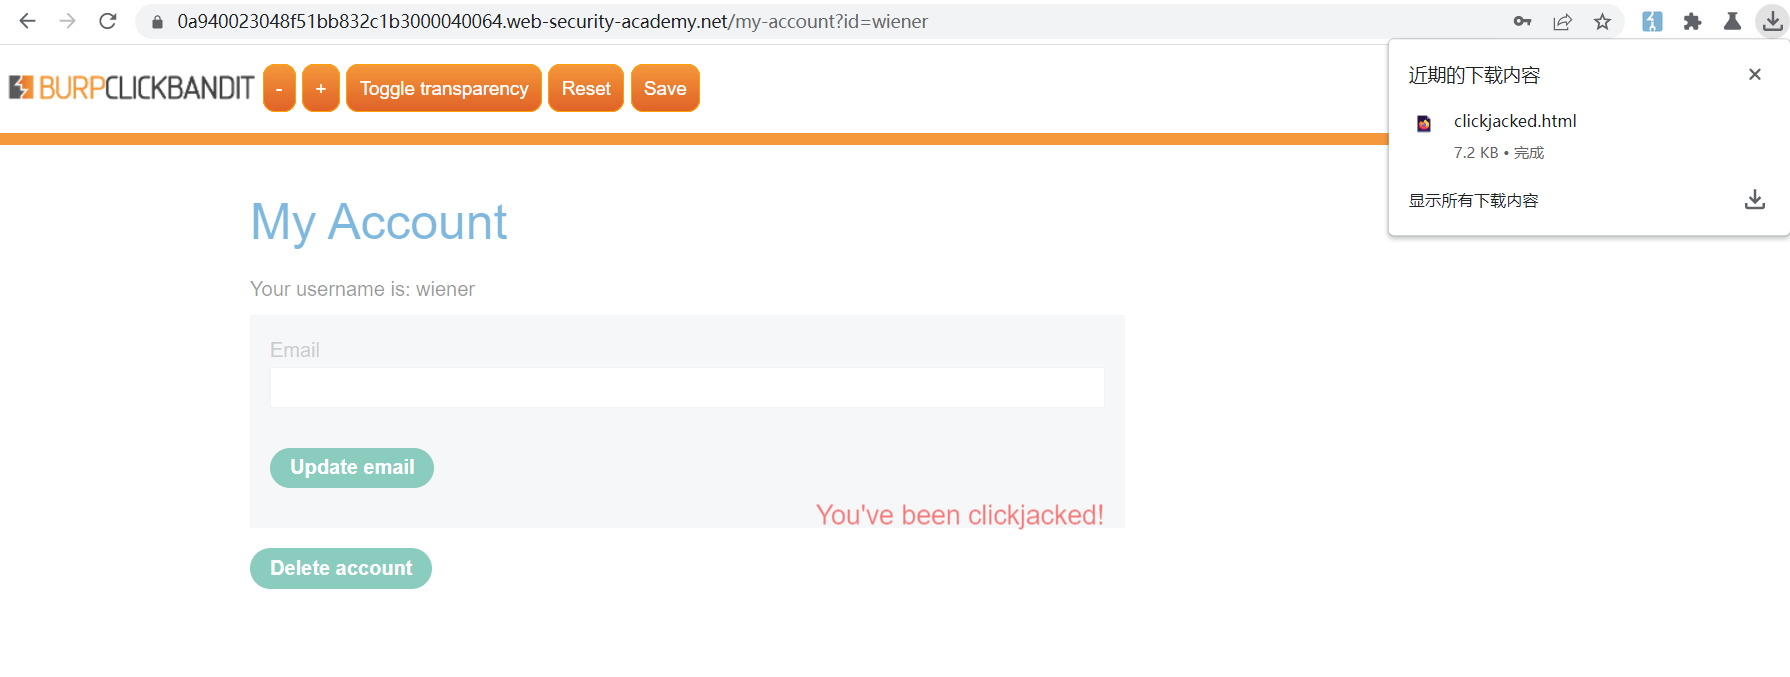 0a940023048f51bb832c1b3000040064.web-security-academy.net/my-account?id=wiener
BURPCLICKBANDIT - + Toggle transparency Reset Save
近期的下载内容
clickjacked.html
7.2 KB • 完成
显示所有下载内容
My Account
Your username is: wiener
Email
Update email
You've been clickjacked!
Delete account